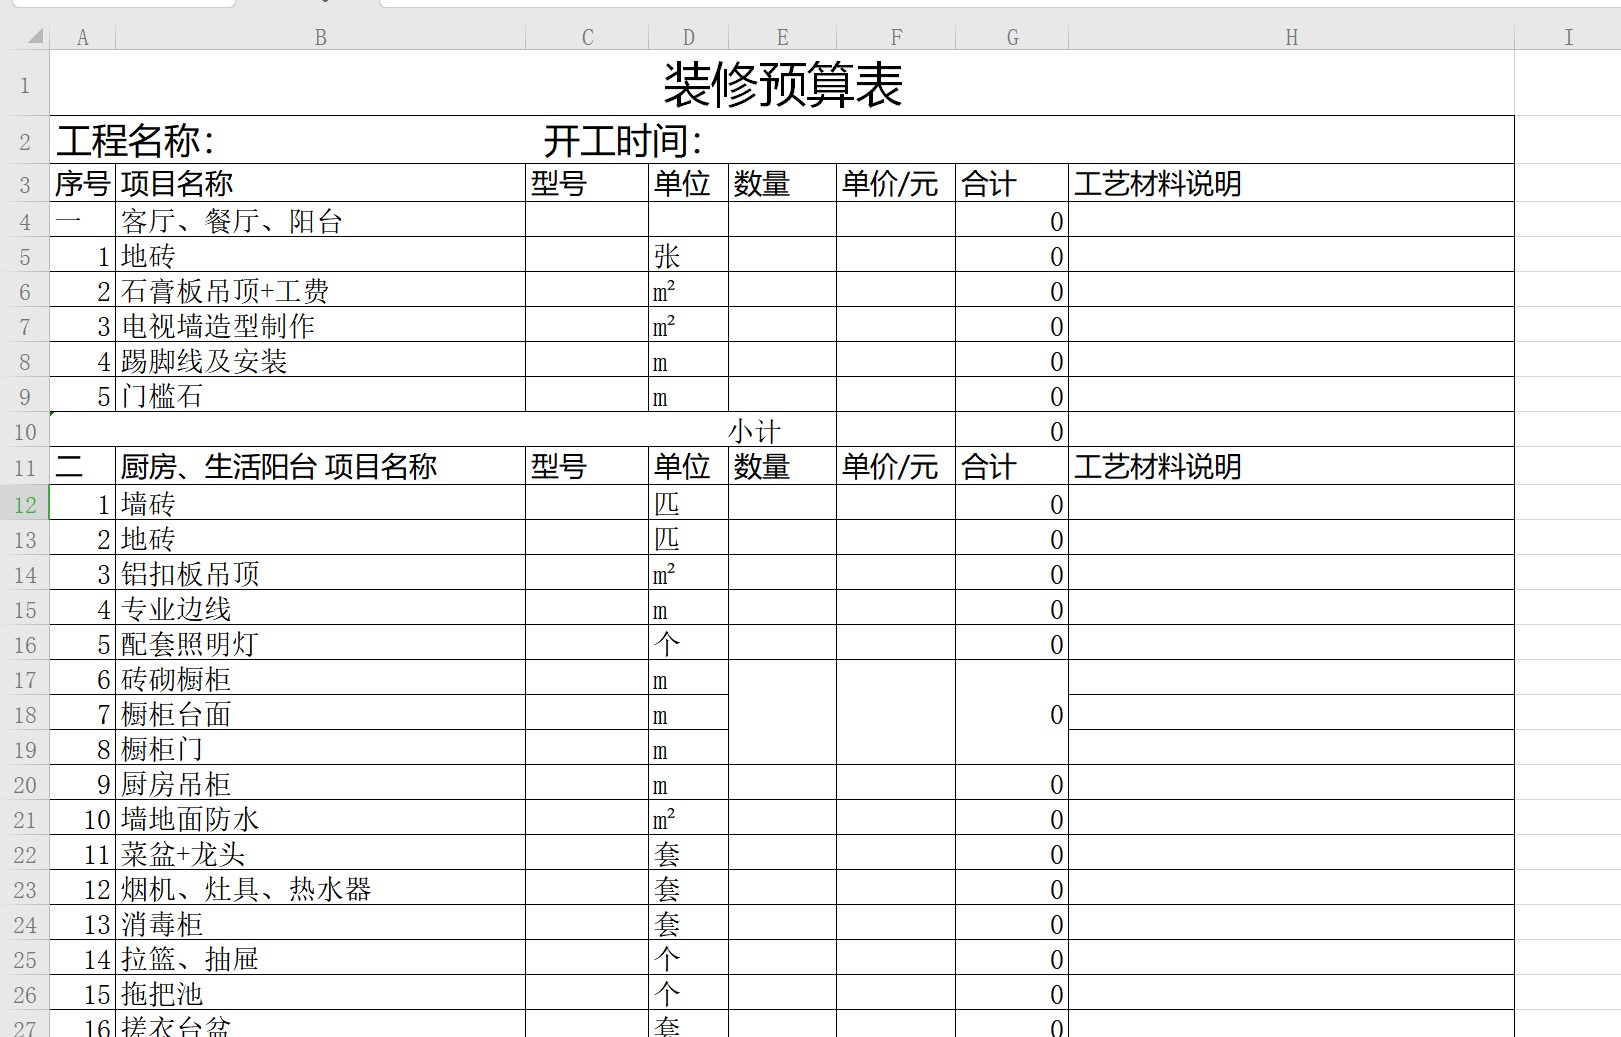 A B C D E F G H I
1 装修预算表
2 工程名称: 开工时间:
3 序号 项目名称 型号 单位 数量 单价/元 合计 工艺材料说明
4 一 客厅、餐厅、阳台 0
5 1 地砖 张 0
6 2 石膏板吊顶+工费 m² 0
7 3 电视墙造型制作 m² 0
8 4 踢脚线及安装 m 0
9 5 门槛石 m 0
10 小计 0
11 二 厨房、生活阳台 项目名称 型号 单位 数量 单价/元 合计 工艺材料说明
12 1 墙砖 匹 0
13 2 地砖 匹 0
14 3 铝扣板吊顶 m² 0
15 4 专业边线 m 0
16 5 配套照明灯 个 0
17 6 砖砌橱柜 m
18 7 橱柜台面 m 0
19 8 橱柜门 m
20 9 厨房吊柜 m 0
21 10 墙地面防水 m² 0
22 11 菜盆+龙头 套 0
23 12 烟机、灶具、热水器 套 0
24 13 消毒柜 套 0
25 14 拉篮、抽屉 个 0
26 15 拖把池 个 0
27 16 搓衣台盆 套 0